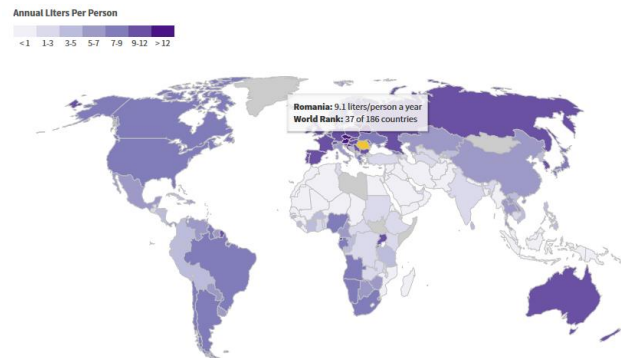 Annual Liters Per Person
<1 1-3 3-5 5-7 7-9 9-12 >12
Romania: 9.1 liters/person a year
World Rank: 37 of 186 countries